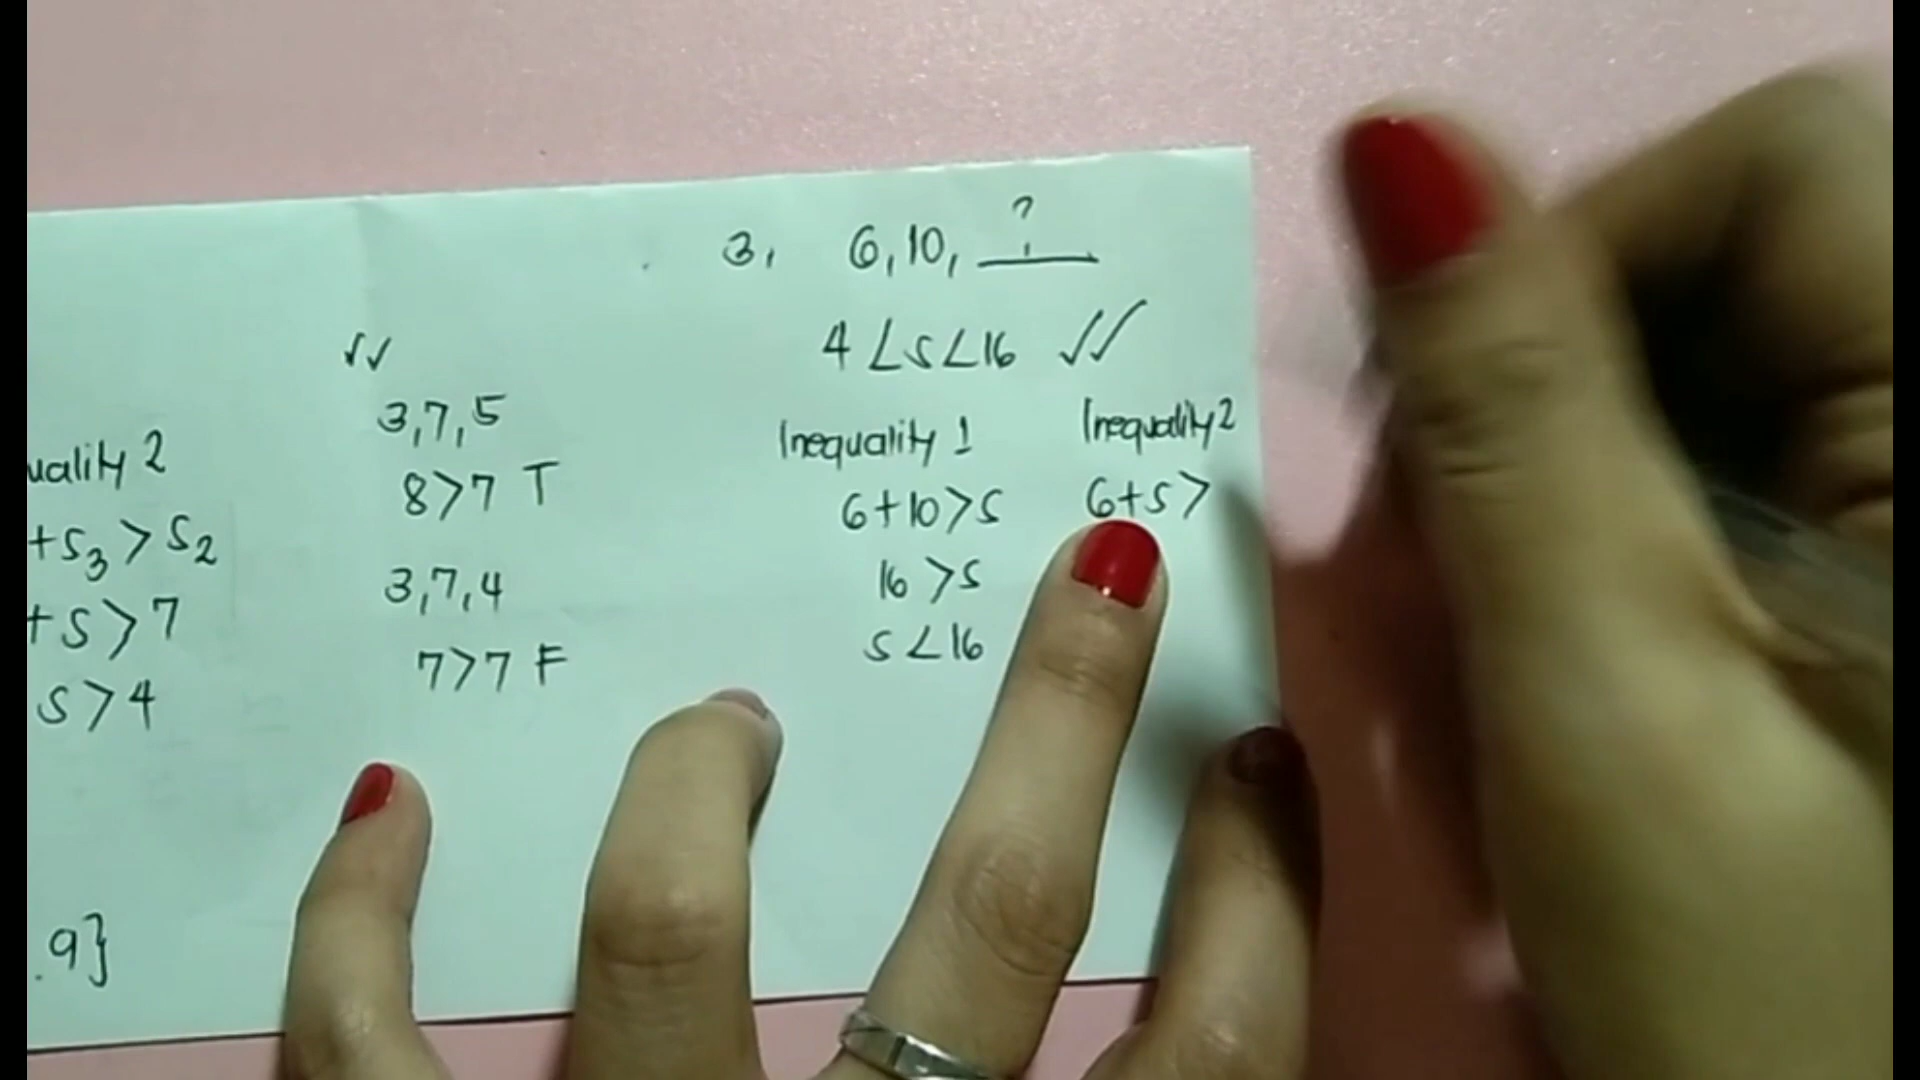 uality 2
+S₃ > S₂
+S > 7
S > 4
.9}
✓✓
3,7,5
8>7 T
3,7,4
7>7 F
3, 6,10, ?
4 < S < 16 ✓✓
Inequality 1
6+10>S
16 >S
S < 16
Inequality 2
6+S>